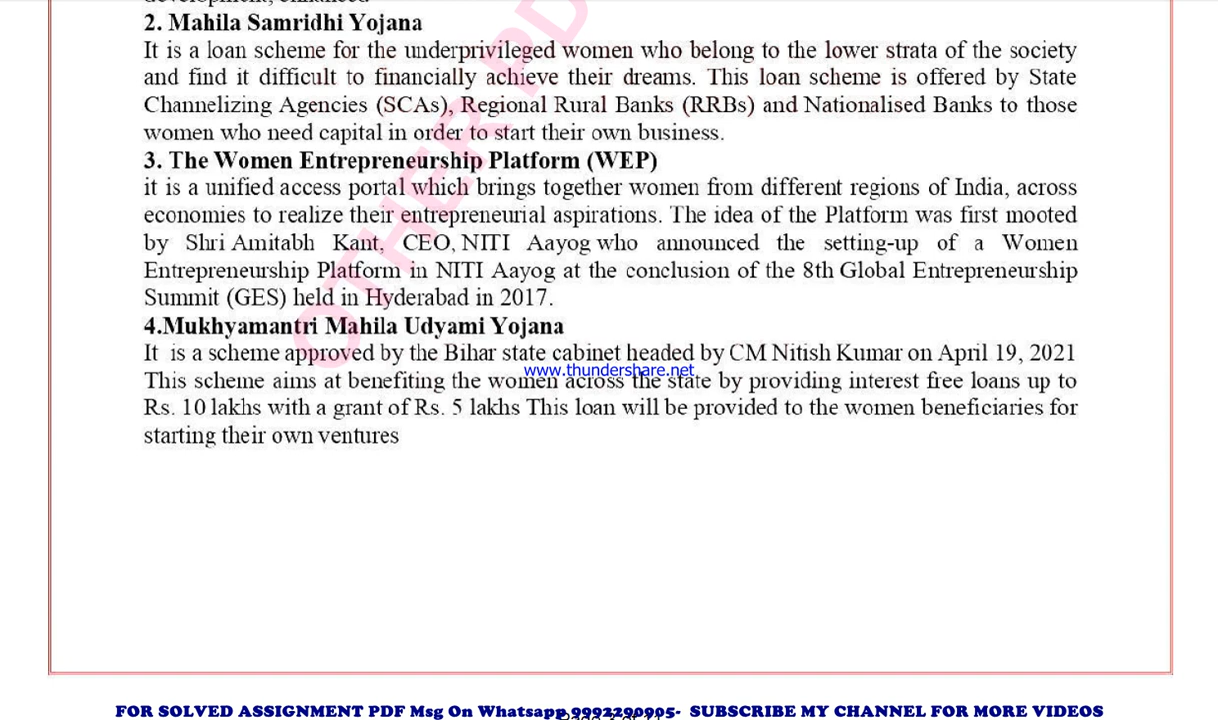 2. Mahila Samridhi Yojana
It is a loan scheme for the underprivileged women who belong to the lower strata of the society
and find it difficult to financially achieve their dreams. This loan scheme is offered by State
Channelizing Agencies (SCAs), Regional Rural Banks (RRBs) and Nationalised Banks to those
women who need capital in order to start their own business.
3. The Women Entrepreneurship Platform (WEP)
it is a unified access portal which brings together women from different regions of India, across
economies to realize their entrepreneurial aspirations. The idea of the Platform was first mooted
by Shri Amitabh Kant, CEO, NITI Aayog who announced the setting-up of a Women
Entrepreneurship Platform in NITI Aayog at the conclusion of the 8th Global Entrepreneurship
Summit (GES) held in Hyderabad in 2017.
4.Mukhyamantri Mahila Udyami Yojana
It is a scheme approved by the Bihar state cabinet headed by CM Nitish Kumar on April 19, 2021
www.thundershare.net
This scheme aims at benefiting the women across the state by providing interest free loans up to
Rs. 10 lakhs with a grant of Rs. 5 lakhs This loan will be provided to the women beneficiaries for
starting their own ventures
OTHER PD
FOR SOLVED ASSIGNMENT PDF Msg On Whatsapp 9992290905- SUBSCRIBE MY CHANNEL FOR MORE VIDEOS